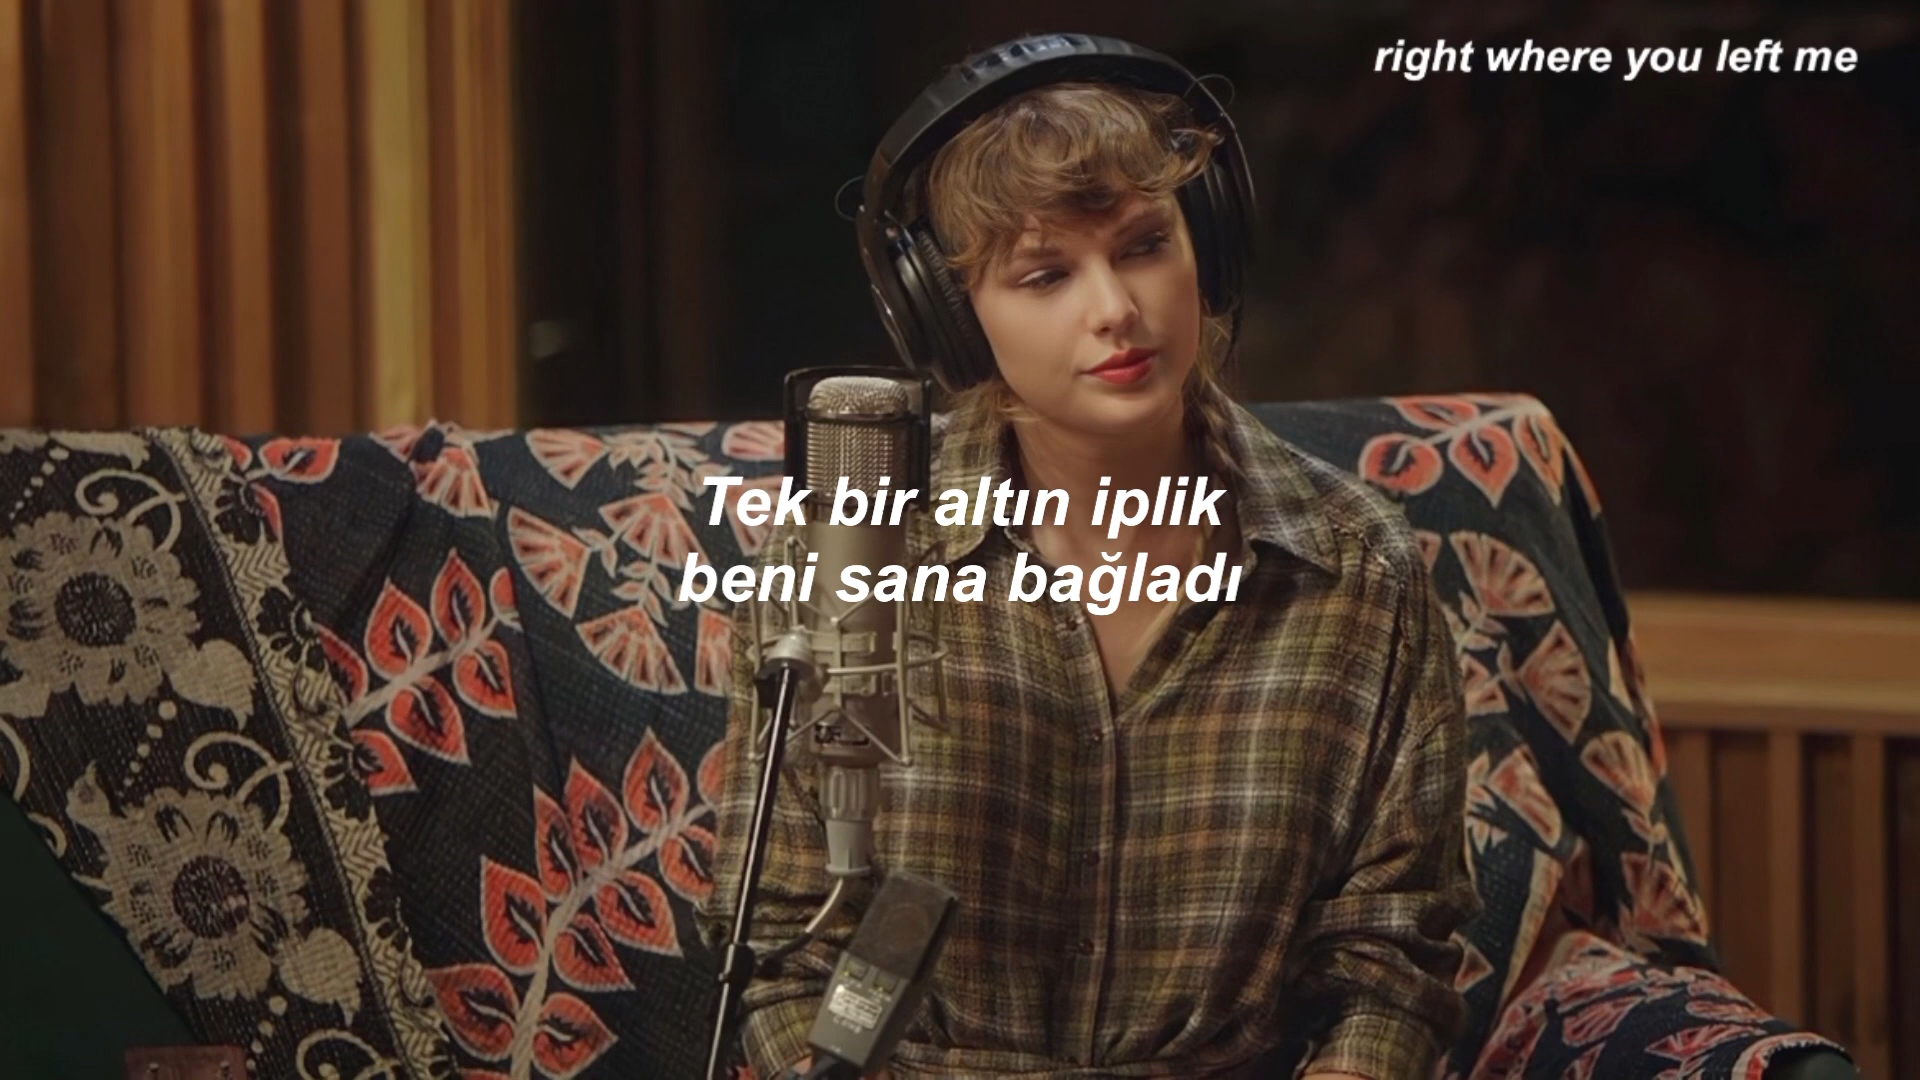 right where you left me
Tek bir altın iplik
beni sana bağladı